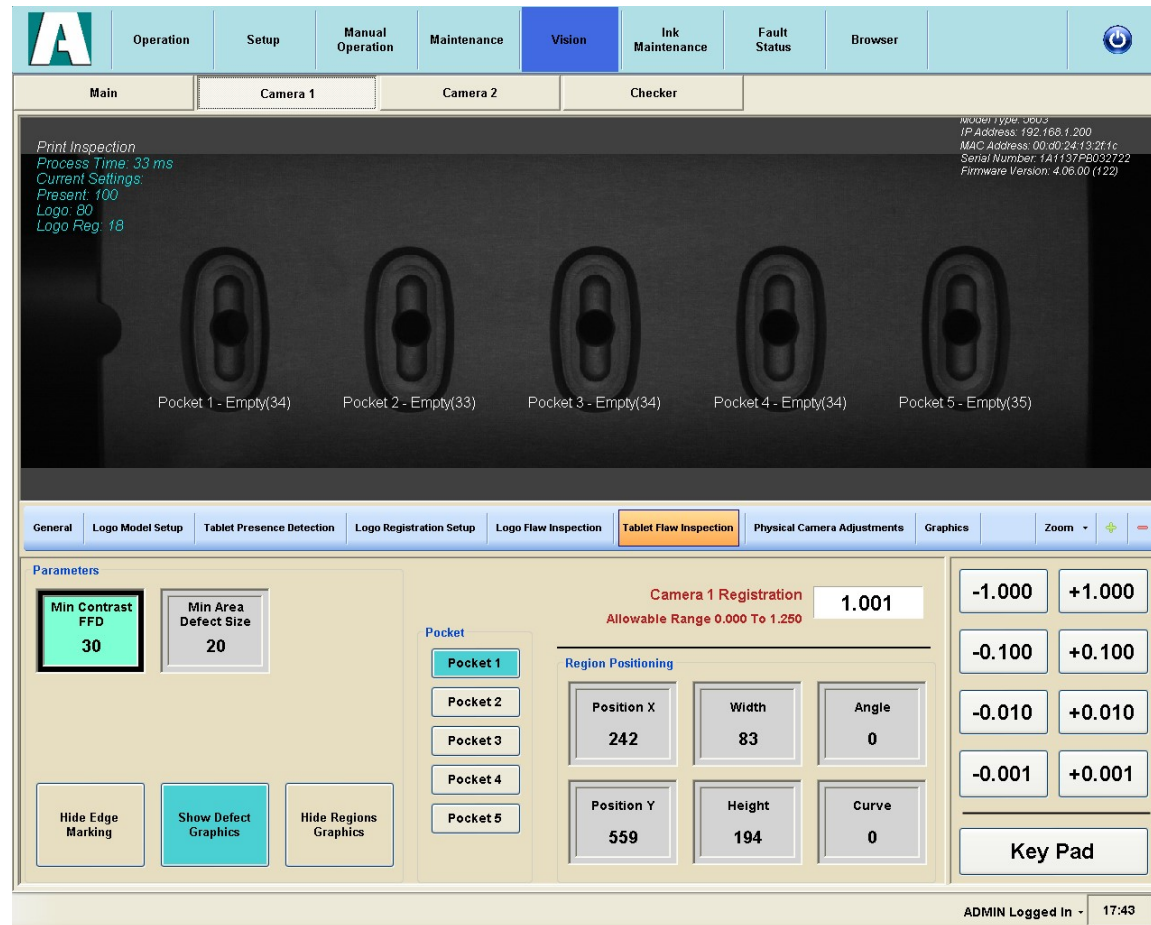 A
Operation
Setup
Manual
Operation
Maintenance
Vision
Ink
Maintenance
Fault
Status
Browser
Main
Camera 1
Camera 2
Checker
Print Inspection
Process Time: 33 ms
Current Settings:
Present: 100
Logo: 80
Logo Reg: 18
Model Type: 5603
IP Address: 192.168.1.200
MAC Address: 00:d0:24:13:2f:1c
Serial Number: 1A1137PB032722
Firmware Version: 4.06.00 (122)
Pocket 1 - Empty(34)
Pocket 2 - Empty(33)
Pocket 3 - Empty(34)
Pocket 4 - Empty(34)
Pocket 5 - Empty(35)
General
Logo Model Setup
Tablet Presence Detection
Logo Registration Setup
Logo Flaw Inspection
Tablet Flaw Inspection
Physical Camera Adjustments
Graphics
Zoom
Parameters
Min Contrast
FFD
30
Min Area
Defect Size
20
Hide Edge
Marking
Show Defect
Graphics
Hide Regions
Graphics
Pocket
Pocket 1
Pocket 2
Pocket 3
Pocket 4
Pocket 5
Camera 1 Registration
Allowable Range 0.000 To 1.250
1.001
Region Positioning
Position X
242
Width
83
Angle
0
Position Y
559
Height
194
Curve
0
-1.000
+1.000
-0.100
+0.100
-0.010
+0.010
-0.001
+0.001
Key Pad
ADMIN Logged In -
17:43